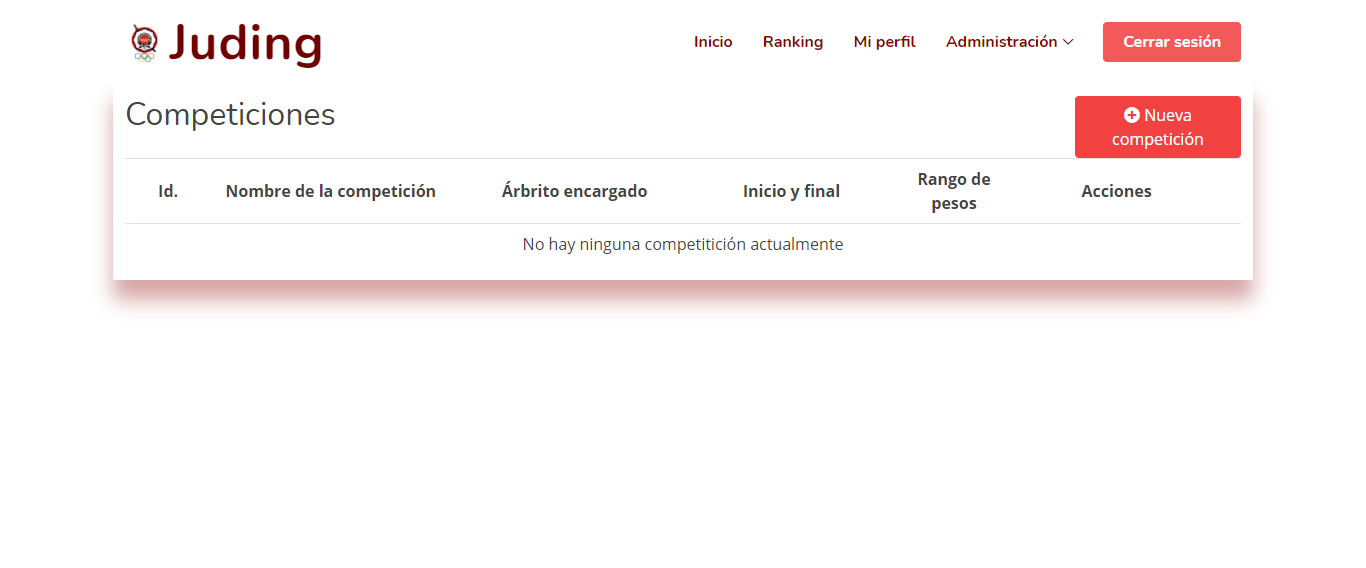 Juding
Inicio Ranking Mi perfil Administración Cerrar sesión
Competiciones
Nueva
competición
Id. Nombre de la competición Árbrito encargado Inicio y final Rango de
pesos Acciones
No hay ninguna competitición actualmente